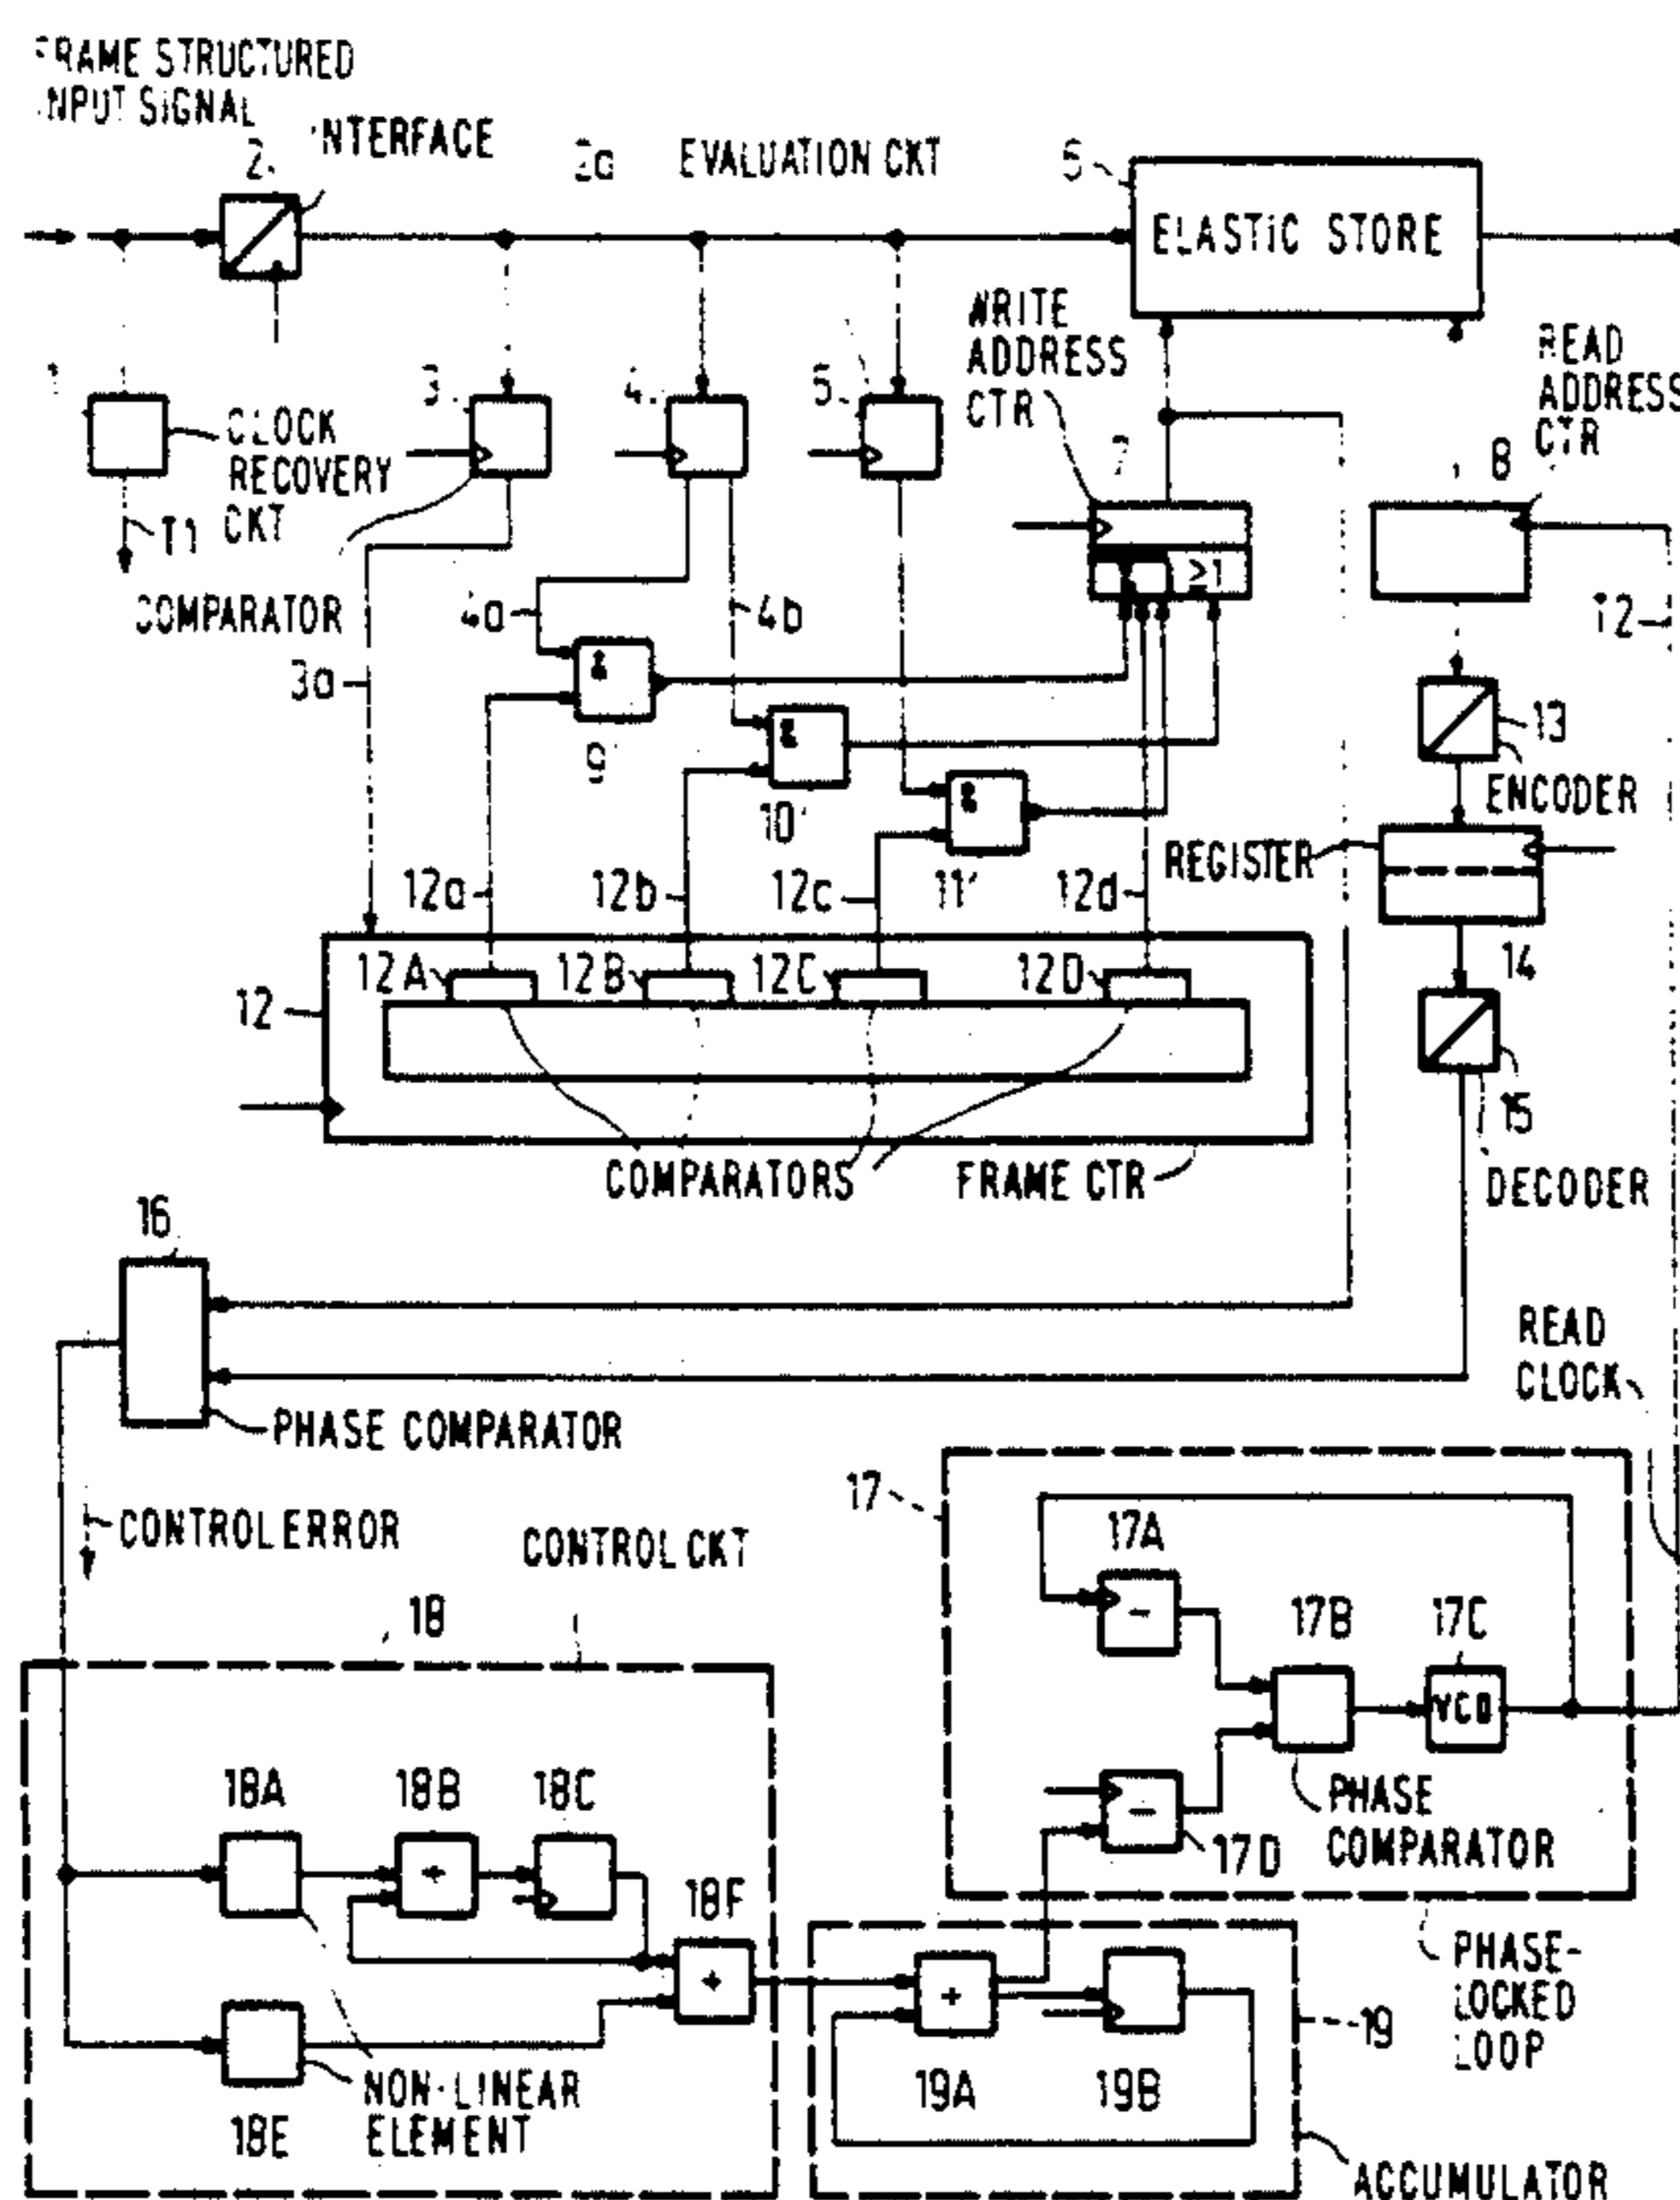 FRAME STRUCTURED
INPUT SIGNAL
2
INTERFACE
2a
EVALUATION CKT
6
ELASTIC STORE
WRITE
ADDRESS
CTR
READ
ADDRESS
CTR
1
3
4
5
7
8
CLOCK
RECOVERY
CKT
T1
≥1
COMPARATOR
4a
4b
3a
&
&
&
9
10
11
12
13
ENCODER
REGISTER
12a
12b
12c
12d
14
12A
12B
12C
12D
12
15
DECODER
COMPARATORS
FRAME CTR
16
READ
CLOCK
PHASE COMPARATOR
17
CONTROL ERROR
CONTROL CKT
17A
18
17B
17C
VCO
18A
18B
18C
PHASE
COMPARATOR
17D
+
18F
+
PHASE-
LOCKED
LOOP
+
19
NON-LINEAR
ELEMENT
18E
19A
19B
ACCUMULATOR